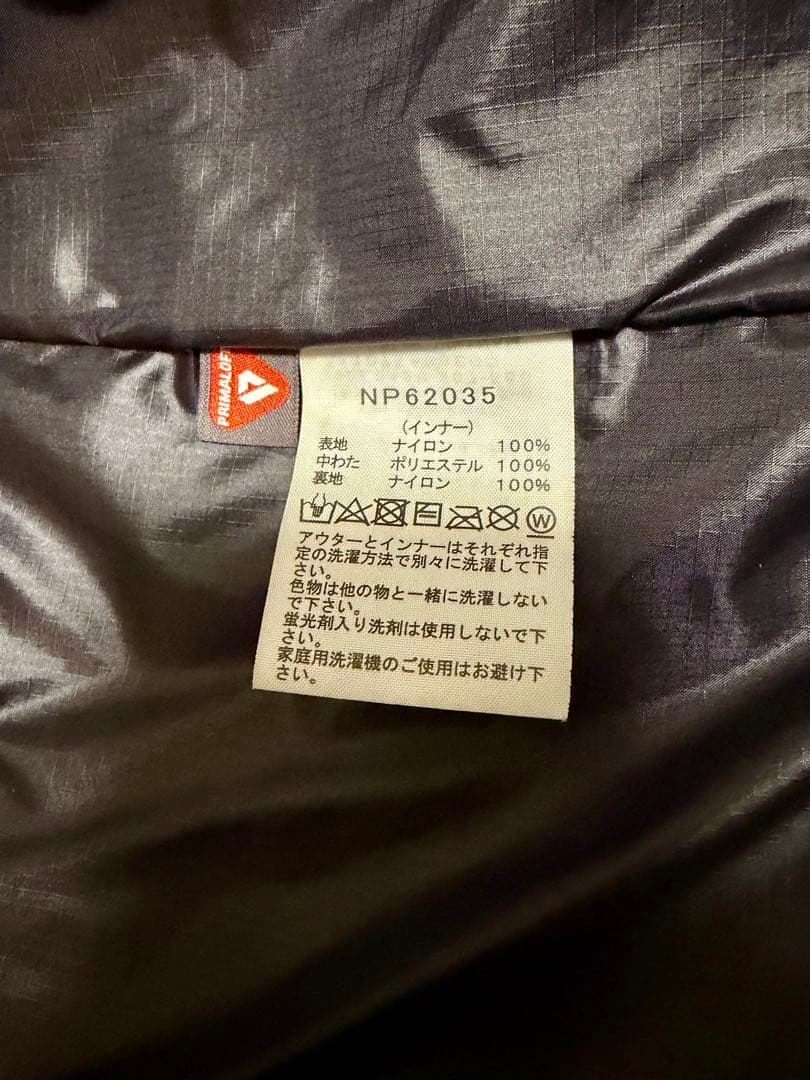 PRIMALOFT
NP62035
(インナー)
表地 ナイロン 100%
中わた ポリエステル 100%
裏地 ナイロン 100%
W
アウターとインナーはそれぞれ指
定の洗濯方法で別々に洗濯して下
さい。
色物は他の物と一緒に洗濯しない
で下さい。
蛍光剤入り洗剤は使用しないで下
さい。
家庭用洗濯機のご使用はお避け下
さい。